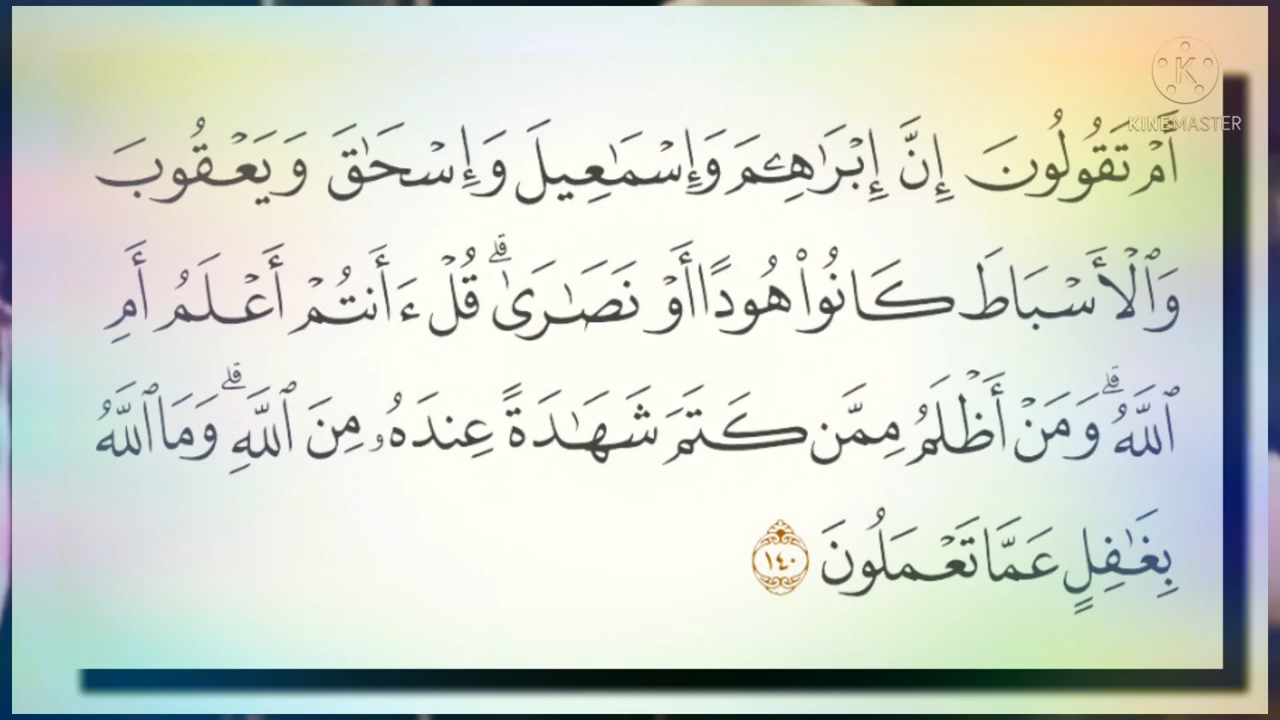 KINEMASTER
أَمْ تَقُولُونَ إِنَّ إِبْرَٰهِـۧمَ وَإِسْمَـٰعِيلَ وَإِسْحَـٰقَ وَيَعْقُوبَ
وَٱلْأَسْبَاطَ كَانُوا۟ هُودًا أَوْ نَصَـٰرَىٰ ۗ قُلْ ءَأَنتُمْ أَعْلَمُ أَمِ
ٱللَّهُ ۗ وَمَنْ أَظْلَمُ مِمَّن كَتَمَ شَهَـٰدَةً عِندَهُۥ مِنَ ٱللَّهِ ۗ وَمَا ٱللَّهُ
بِغَـٰفِلٍ عَمَّا تَعْمَلُونَ ١٤٠